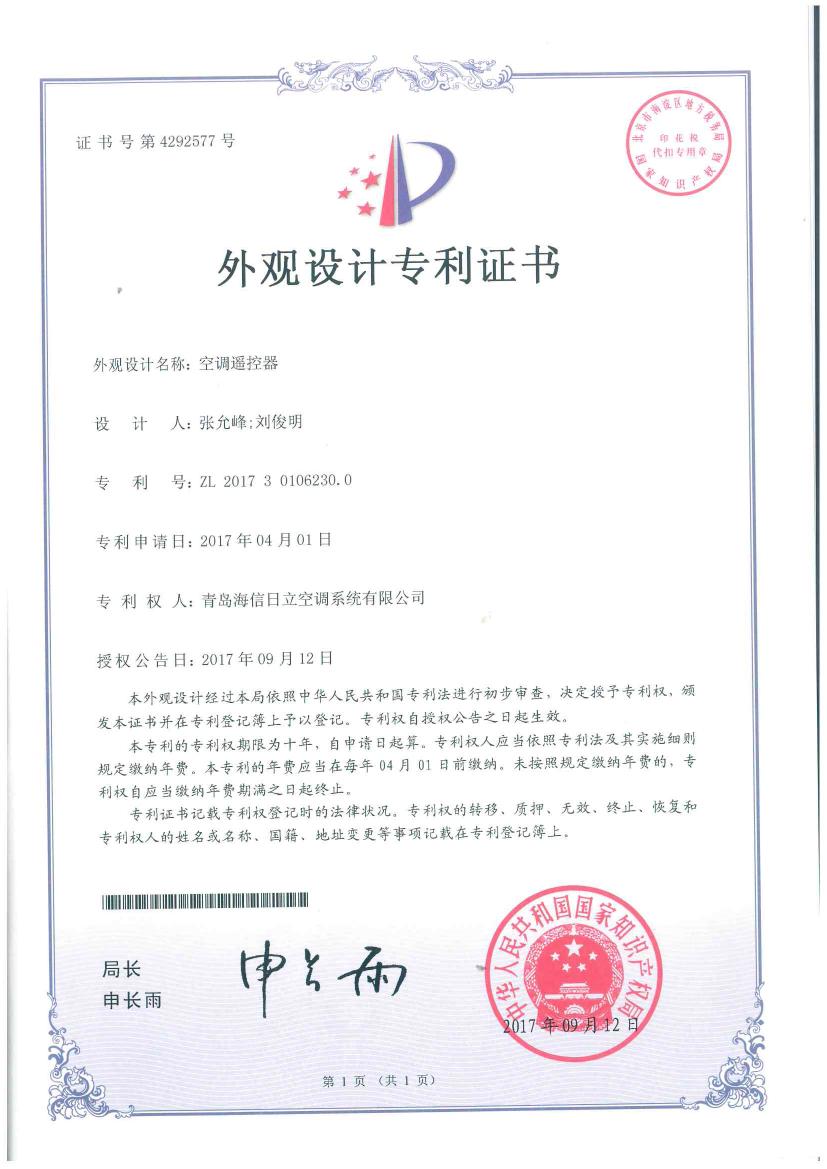 证书号第4292577号
北京市海淀区地方税务局
印花税
代扣专用章
国家知识产权局
外观设计专利证书
外观设计名称：空调遥控器
设计人：张允峰;刘俊明
专利号：ZL 2017 3 0106230.0
专利申请日：2017年04月01日
专利权人：青岛海信日立空调系统有限公司
授权公告日：2017年09月12日
本外观设计经过本局依照中华人民共和国专利法进行初步审查，决定授予专利权，颁
发本证书并在专利登记簿上予以登记。专利权自授权公告之日起生效。
本专利的专利权期限为十年，自申请日起算。专利权人应当依照专利法及其实施细则
规定缴纳年费。本专利的年费应当在每年04月01日前缴纳。未按照规定缴纳年费的，专
利权自应当缴纳年费期满之日起终止。
专利证书记载专利权登记时的法律状况。专利权的转移、质押、无效、终止、恢复和
专利权人的姓名或名称、国籍、地址变更等事项记载在专利登记簿上。
局长
申长雨
申长雨
中华人民共和国国家知识产权局
2017年09月12日
第1页（共1页）